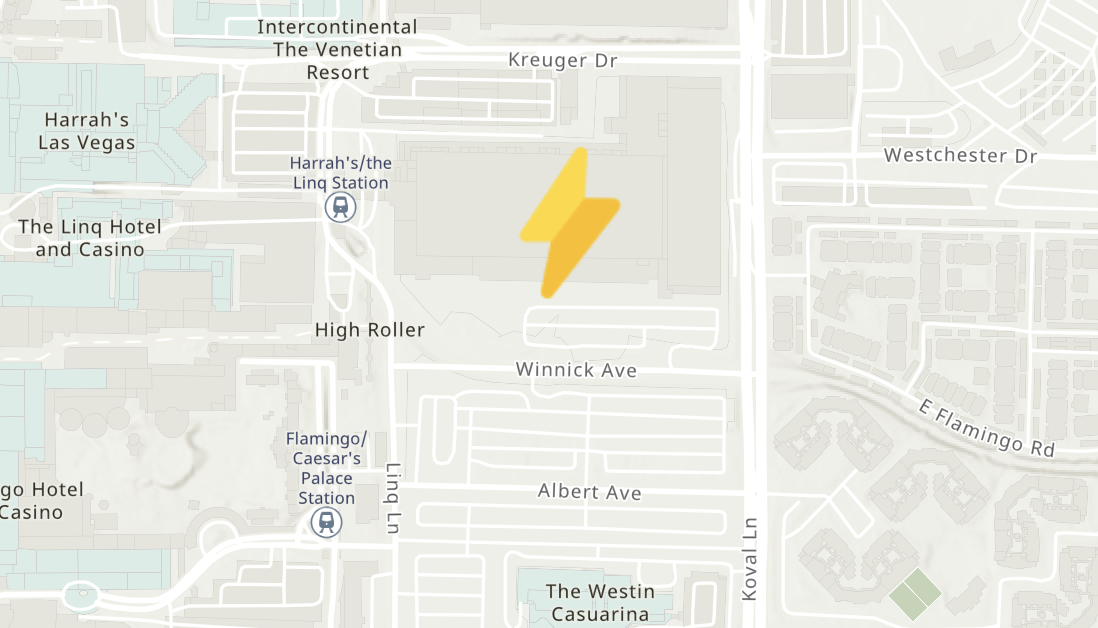 Intercontinental
The Venetian
Resort
Kreuger Dr
Harrah's
Las Vegas
Westchester Dr
Harrah's/the
Linq Station
The Linq Hotel
and Casino
High Roller
Winnick Ave
E Flamingo Rd
Flamingo/
Caesar's
Palace
Station
go Hotel
Casino
Linq Ln
Albert Ave
Koval Ln
The Westin
Casuarina